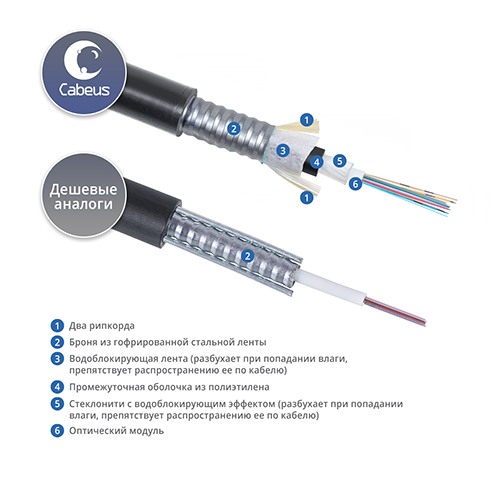 Cabeus
1
2
3
5
4
6
1
Дешевые
аналоги
2
1 Два рипкорда
2 Броня из гофрированной стальной ленты
3 Водоблокирующая лента (разбухает при попадании влаги,
препятствует распространению ее по кабелю)
4 Промежуточная оболочка из полиэтилена
5 Стеклонити с водоблокирующим эффектом (разбухает при попадании
влаги, препятствует распространению ее по кабелю)
6 Оптический модуль